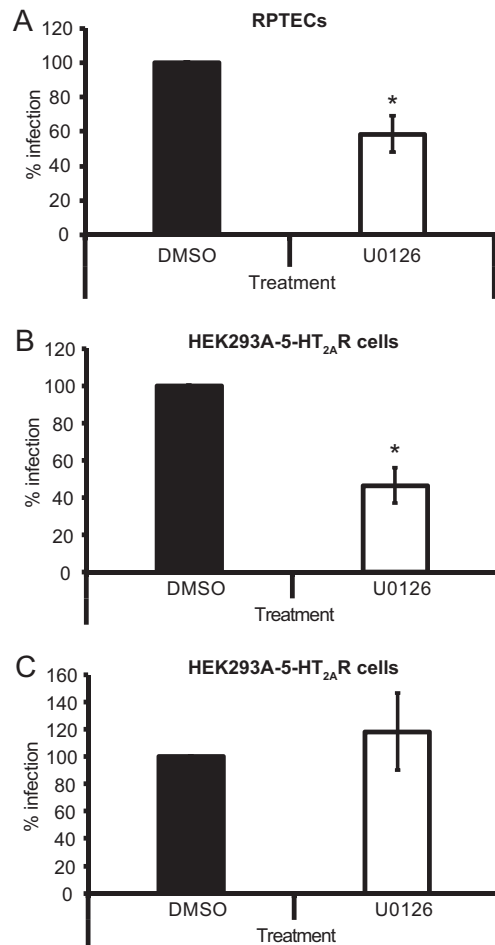 A
RPTECs
120
100
80
60
40
20
0
% infection
*
DMSO
U0126
Treatment
B
HEK293A-5-HT2AR cells
120
100
80
60
40
20
0
% infection
*
DMSO
U0126
Treatment
C
HEK293A-5-HT2AR cells
160
140
120
100
80
60
40
20
0
% infection
DMSO
U0126
Treatment